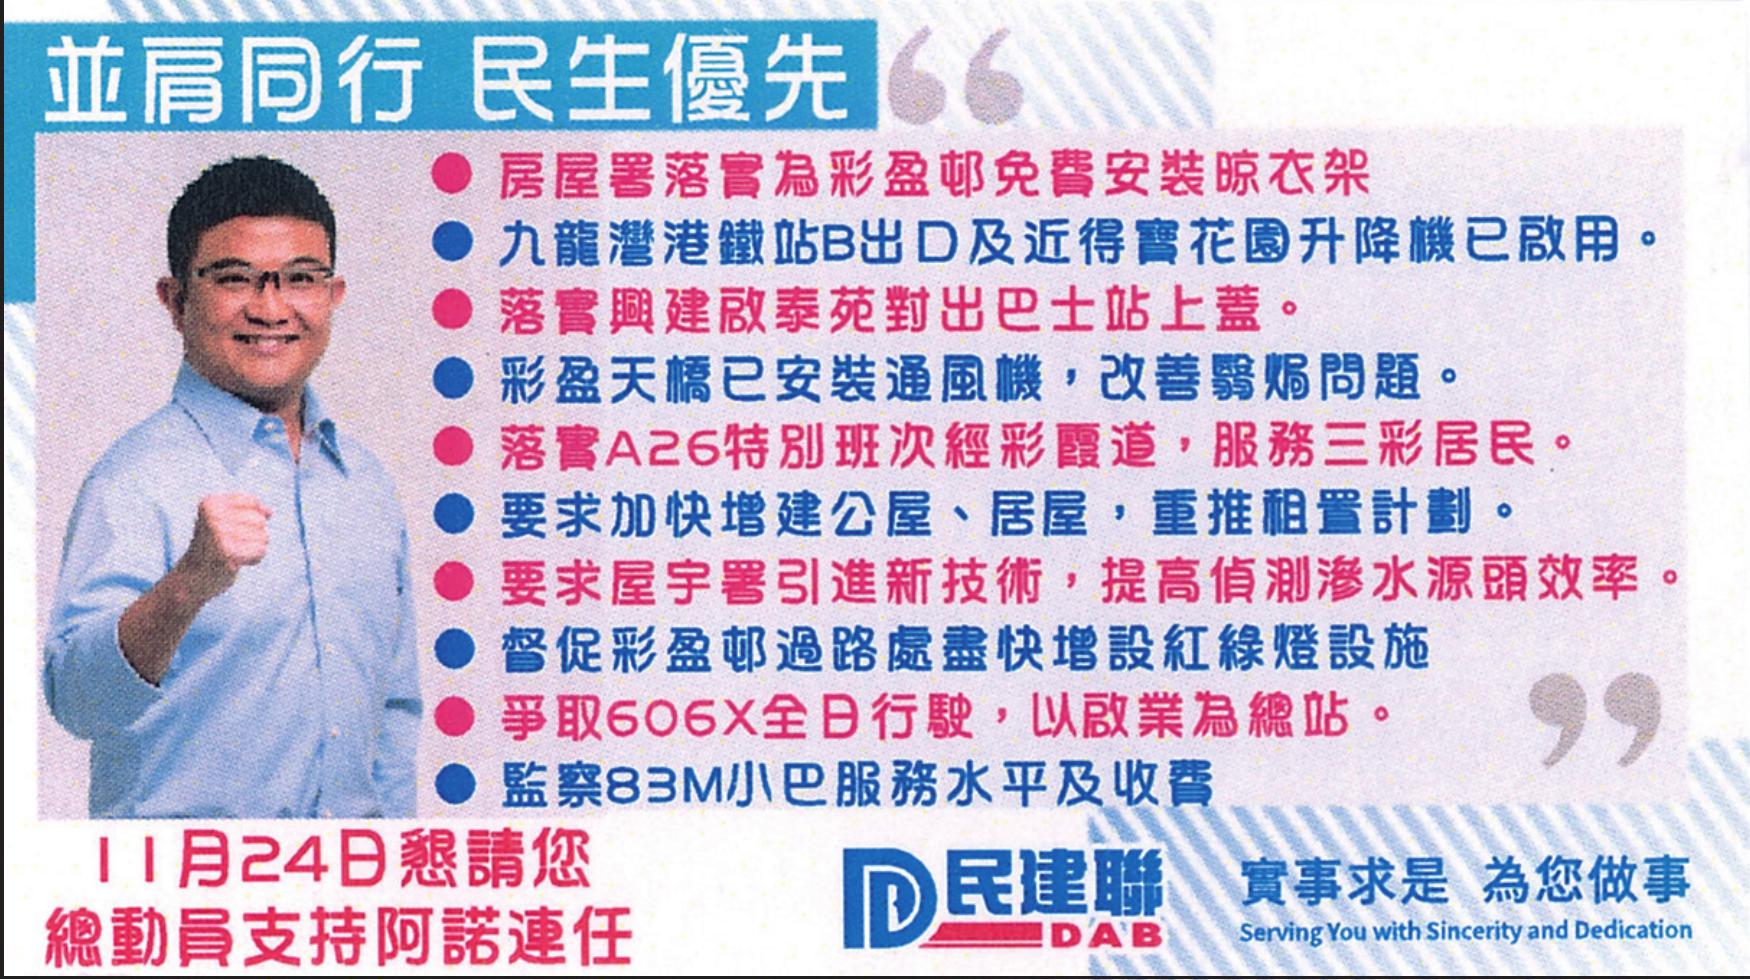 並肩同行 民生優先
房屋署落實為彩盈邨免費安裝晾衣架
九龍灣港鐵站B出口及近得寶花園升降機已啟用。
落實興建啟泰苑對出巴士站上蓋。
彩盈天橋已安裝通風機，改善翳焗問題。
落實A26特別班次經彩霞道，服務三彩居民。
要求加快增建公屋、居屋，重推租置計劃。
要求屋宇署引進新技術，提高偵測滲水源頭效率。
督促彩盈邨過路處盡快增設紅綠燈設施
爭取606X全日行駛，以啟業為總站。
監察83M小巴服務水平及收費
11月24日懇請您
總動員支持阿諾連任
民建聯
DAB
實事求是 為您做事
Serving You with Sincerity and Dedication